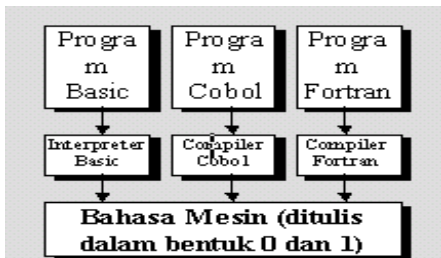 Progra
m
Basic
Progra
m
Cobol
Progra
m
Fortran
Interpreter
Basic
Compiler
Cobol
Compiler
Fortran
Bahasa Mesin (ditulis
dalam bentuk 0 dan 1)